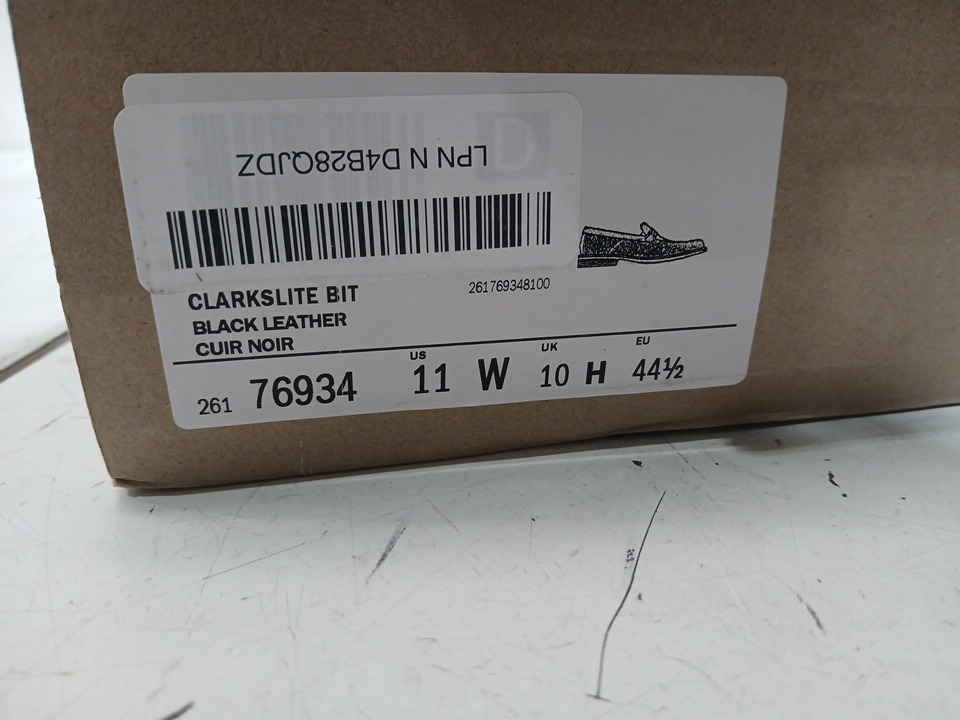 LPN N D4B28QJDZ
D
CLARKSLITE BIT
261769348100
BLACK LEATHER
CUIR NOIR
US UK EU
261 76934 11 W 10 H 44½